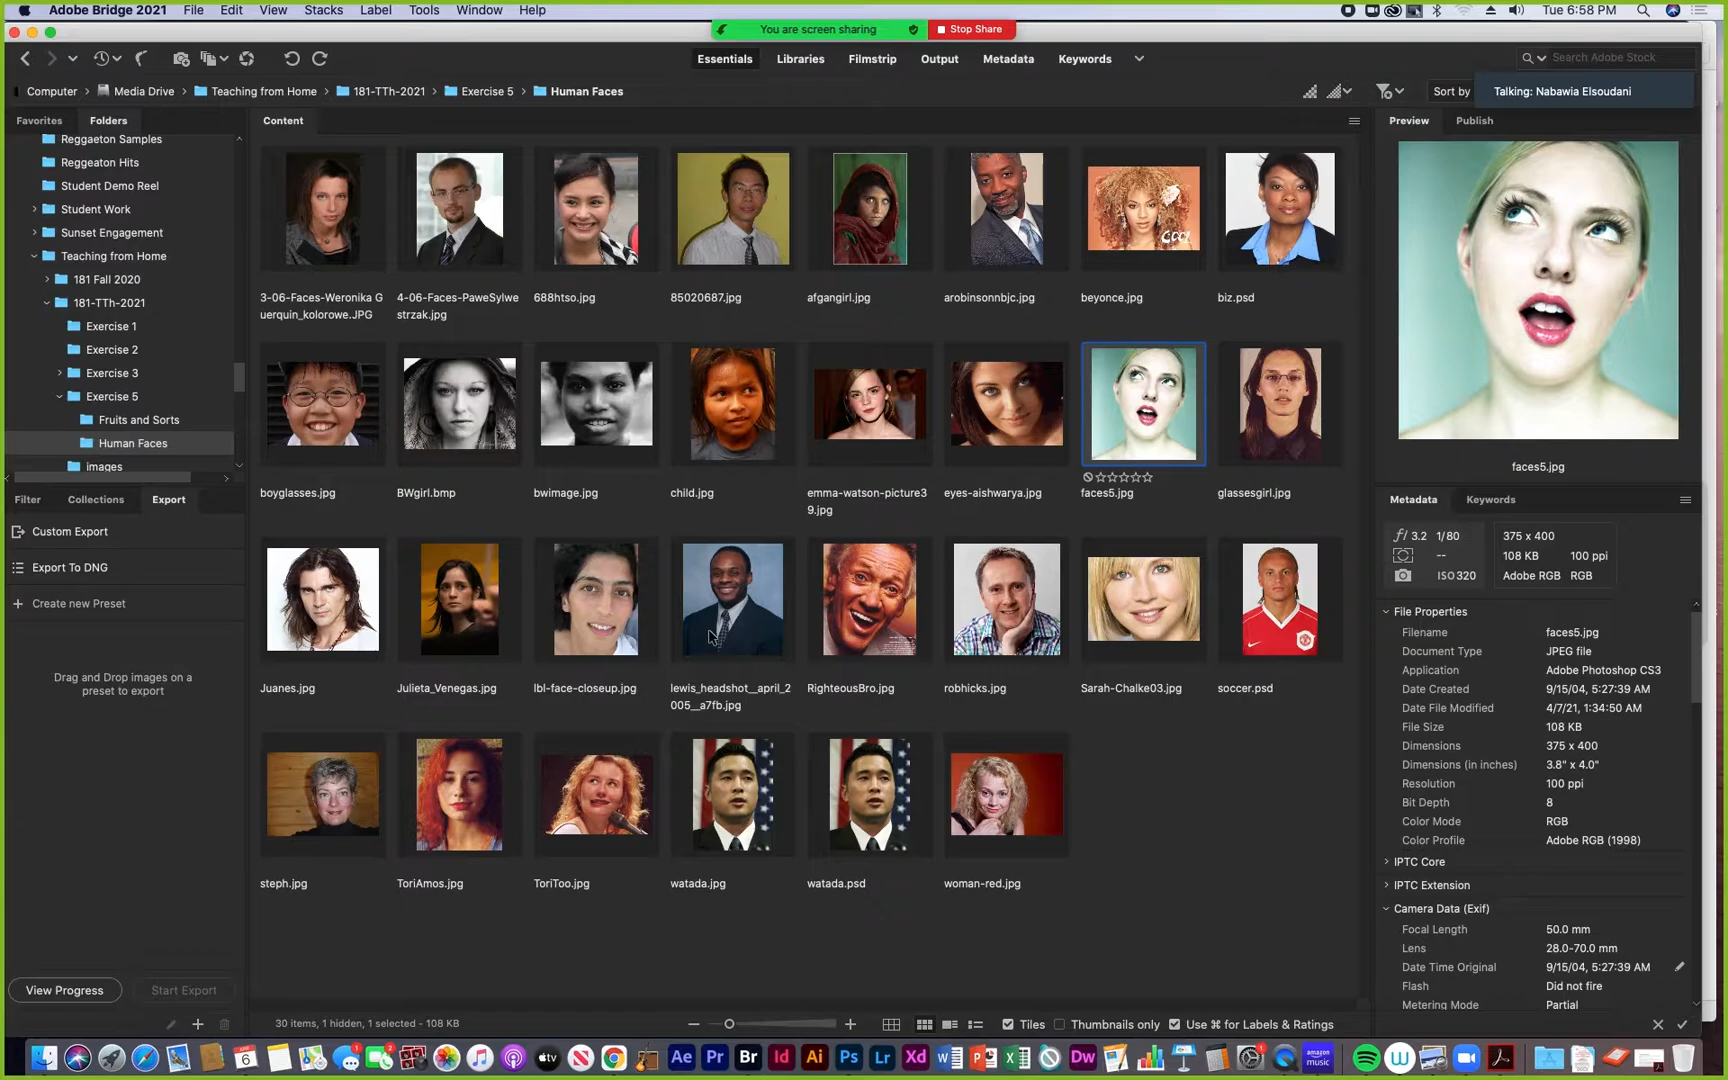 Adobe Bridge 2021 File Edit View Stacks Label Tools Window Help
Tue 6:58 PM
You are screen sharing Stop Share
Essentials Libraries Filmstrip Output Metadata Keywords
Search Adobe Stock
Computer Media Drive Teaching from Home 181-TTh-2021 Exercise 5 Human Faces
Sort by
Talking: Nabawia Elsoudani
Favorites Folders
Reggaeton Samples
Reggeaton Hits
Student Demo Reel
Student Work
Sunset Engagement
Teaching from Home
181 Fall 2020
181-TTh-2021
Exercise 1
Exercise 2
Exercise 3
Exercise 5
Fruits and Sorts
Human Faces
images
Filter Collections Export
Custom Export
Export To DNG
Create new Preset
Drag and Drop images on a
preset to export
View Progress Start Export
Content
3-06-Faces-Weronika G
uerquin_kolorowe.JPG
4-06-Faces-PaweSylwe
strzak.jpg
688htso.jpg
85020687.jpg
afgangirl.jpg
arobinsonnbjc.jpg
COOL
beyonce.jpg
biz.psd
boyglasses.jpg
BWgirl.bmp
bwimage.jpg
child.jpg
emma-watson-picture3
9.jpg
eyes-aishwarya.jpg
faces5.jpg
glassesgirl.jpg
Juanes.jpg
Julieta_Venegas.jpg
lbl-face-closeup.jpg
lewis_headshot__april_2
005__a7fb.jpg
RighteousBro.jpg
robhicks.jpg
Sarah-Chalke03.jpg
soccer.psd
steph.jpg
ToriAmos.jpg
ToriToo.jpg
watada.jpg
watada.psd
woman-red.jpg
30 items, 1 hidden, 1 selected - 108 KB
Tiles Thumbnails only Use ⌘ for Labels & Ratings
Preview Publish
faces5.jpg
Metadata Keywords
f/ 3.2 1/80
--
ISO320
375 x 400
108 KB 100 ppi
Adobe RGB RGB
File Properties
Filename faces5.jpg
Document Type JPEG file
Application Adobe Photoshop CS3
Date Created 9/15/04, 5:27:39 AM
Date File Modified 4/7/21, 1:34:50 AM
File Size 108 KB
Dimensions 375 x 400
Dimensions (in inches) 3.8" x 4.0"
Resolution 100 ppi
Bit Depth 8
Color Mode RGB
Color Profile Adobe RGB (1998)
IPTC Core
IPTC Extension
Camera Data (Exif)
Focal Length 50.0 mm
Lens 28.0-70.0 mm
Date Time Original 9/15/04, 5:27:39 AM
Flash Did not fire
Metering Mode Partial
6 tv Ae Pr Br Id Ai Ps Lr Xd Dw amazon music W